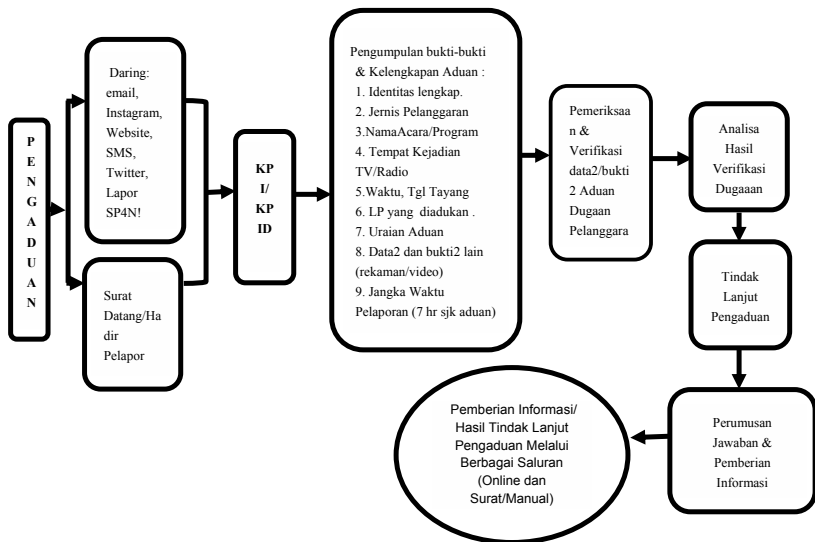 PENGADUAN
Daring:
email,
Instagram,
Website,
SMS,
Twitter,
Lapor
SP4N!
Surat
Datang/Ha
dir
Pelapor
KP
I/
KP
ID
Pengumpulan bukti-bukti
& Kelengkapan Aduan :
1. Identitas lengkap.
2. Jernis Pelanggaran
3.NamaAcara/Program
4. Tempat Kejadian
TV/Radio
5.Waktu, Tgl Tayang
6. LP yang diadukan .
7. Uraian Aduan
8. Data2 dan bukti2 lain
(rekaman/video)
9. Jangka Waktu
Pelaporan (7 hr sjk aduan)
Pemeriksaa
n &
Verifikasi
data2/bukti
2 Aduan
Dugaan
Pelanggara
Analisa
Hasil
Verifikasi
Dugaaan
Tindak
Lanjut
Pengaduan
Perumusan
Jawaban &
Pemberian
Informasi
Pemberian Informasi/
Hasil Tindak Lanjut
Pengaduan Melalui
Berbagai Saluran
(Online dan
Surat/Manual)